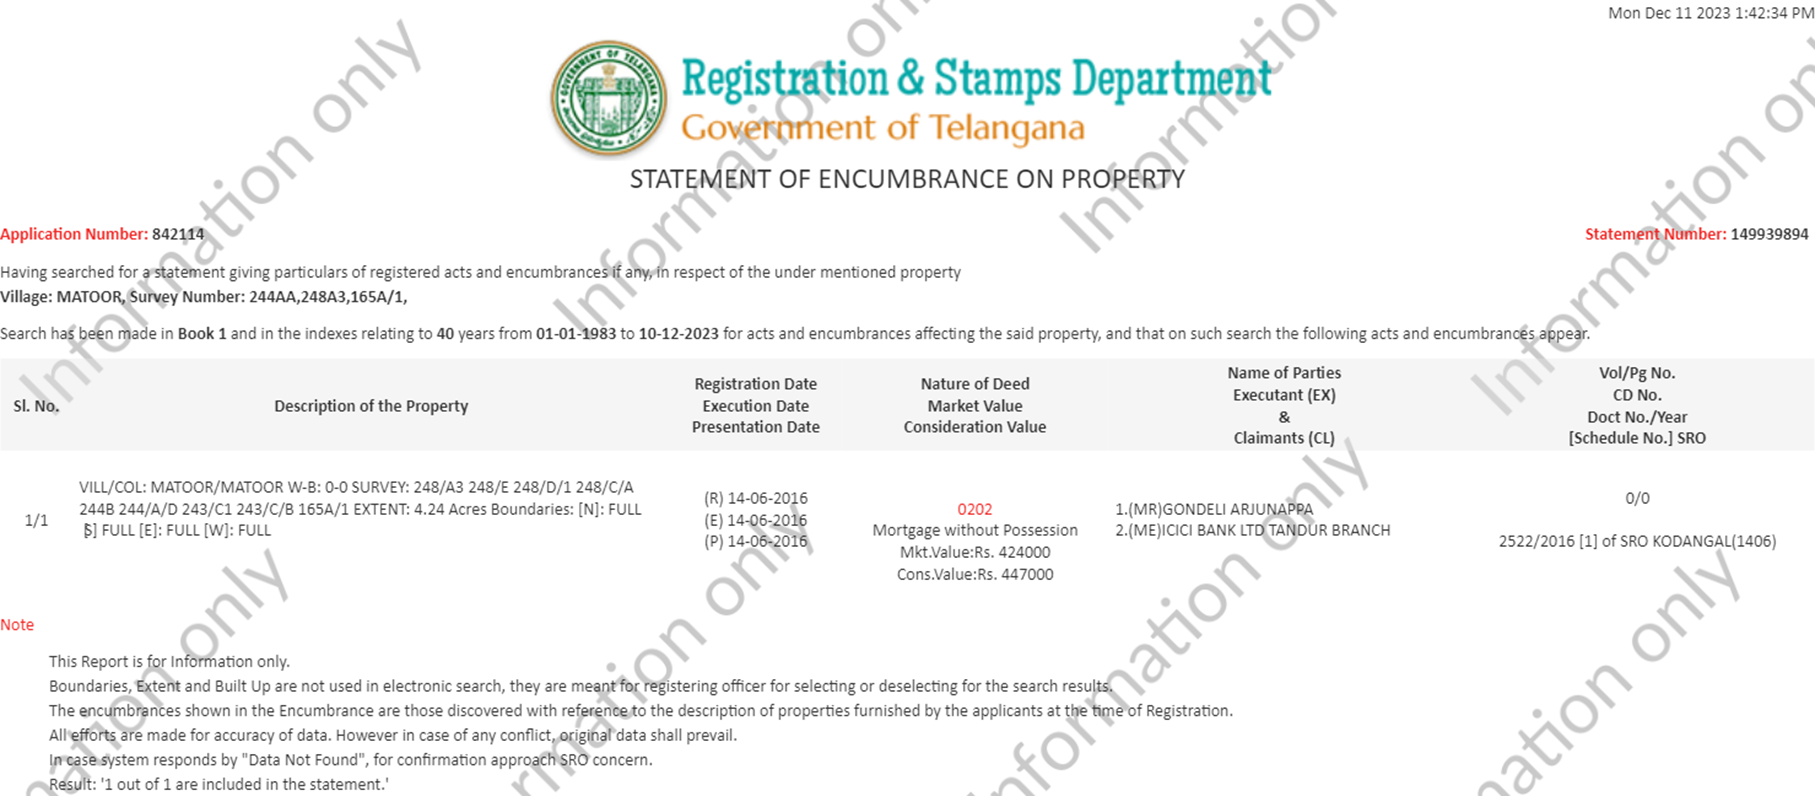 Mon Dec 11 2023 1:42:34 PM
Registration & Stamps Department
Government of Telangana
STATEMENT OF ENCUMBRANCE ON PROPERTY
Application Number: 842114
Statement Number: 149939894
Having searched for a statement giving particulars of registered acts and encumbrances if any, in respect of the under mentioned property
Village: MATOOR, Survey Number: 244AA,248A3,165A/1,
Search has been made in Book 1 and in the indexes relating to 40 years from 01-01-1983 to 10-12-2023 for acts and encumbrances affecting the said property, and that on such search the following acts and encumbrances appear.
Sl. No.
Description of the Property
Registration Date
Execution Date
Presentation Date
Nature of Deed
Market Value
Consideration Value
Name of Parties
Executant (EX)
&
Claimants (CL)
Vol/Pg No.
CD No.
Doct No./Year
[Schedule No.] SRO
1/1
VILL/COL: MATOOR/MATOOR W-B: 0-0 SURVEY: 248/A3 248/E 248/D/1 248/C/A
244B 244/A/D 243/C1 243/C/B 165A/1 EXTENT: 4.24 Acres Boundaries: [N]: FULL
[S] FULL [E]: FULL [W]: FULL
(R) 14-06-2016
(E) 14-06-2016
(P) 14-06-2016
0202
Mortgage without Possession
Mkt.Value:Rs. 424000
Cons.Value:Rs. 447000
1.(MR)GONDELI ARJUNAPPA
2.(ME)ICICI BANK LTD TANDUR BRANCH
0/0
2522/2016 [1] of SRO KODANGAL(1406)
Note
This Report is for Information only.
Boundaries, Extent and Built Up are not used in electronic search, they are meant for registering officer for selecting or deselecting for the search results.
The encumbrances shown in the Encumbrance are those discovered with reference to the description of properties furnished by the applicants at the time of Registration.
All efforts are made for accuracy of data. However in case of any conflict, original data shall prevail.
In case system responds by "Data Not Found", for confirmation approach SRO concern.
Result: '1 out of 1 are included in the statement.'
Information only
Information only
Information only
Information only